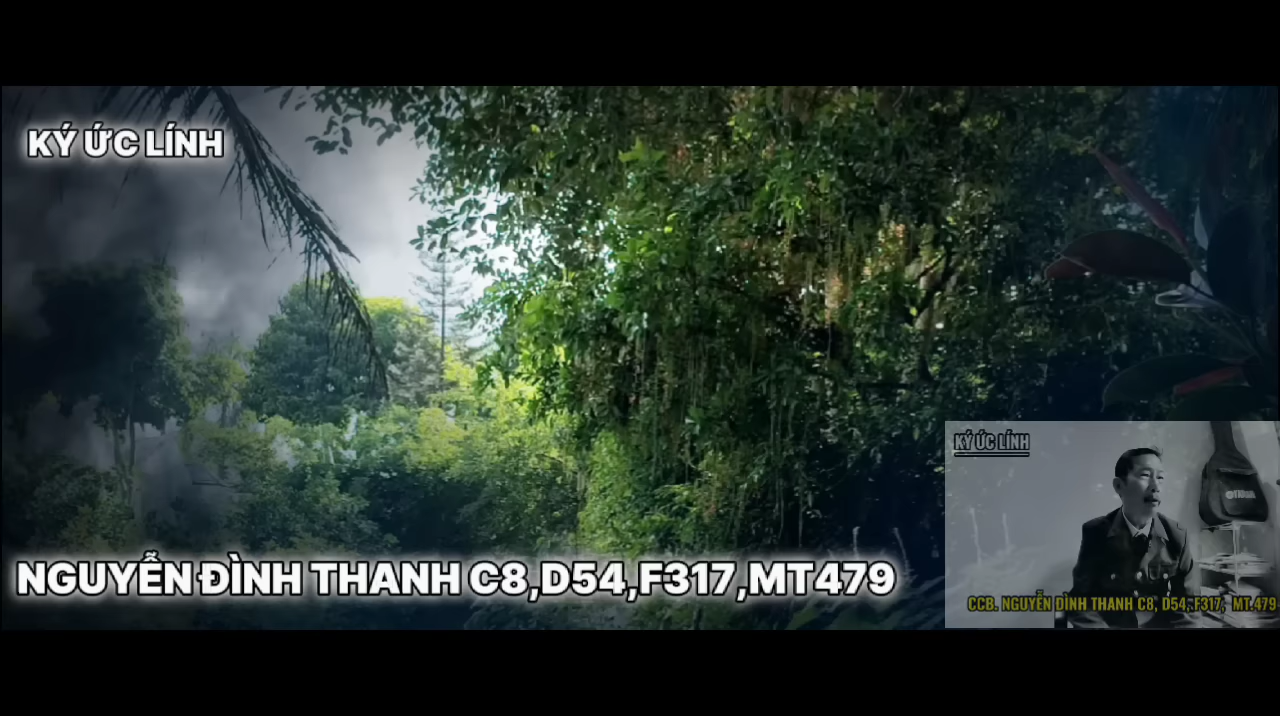 KÝ ỨC LÍNH
NGUYỄN ĐÌNH THANH C8,D54,F317,MT479
KÝ ỨC LÍNH
CCB. NGUYỄN ĐÌNH THANH C8, D54, F317, MT.479